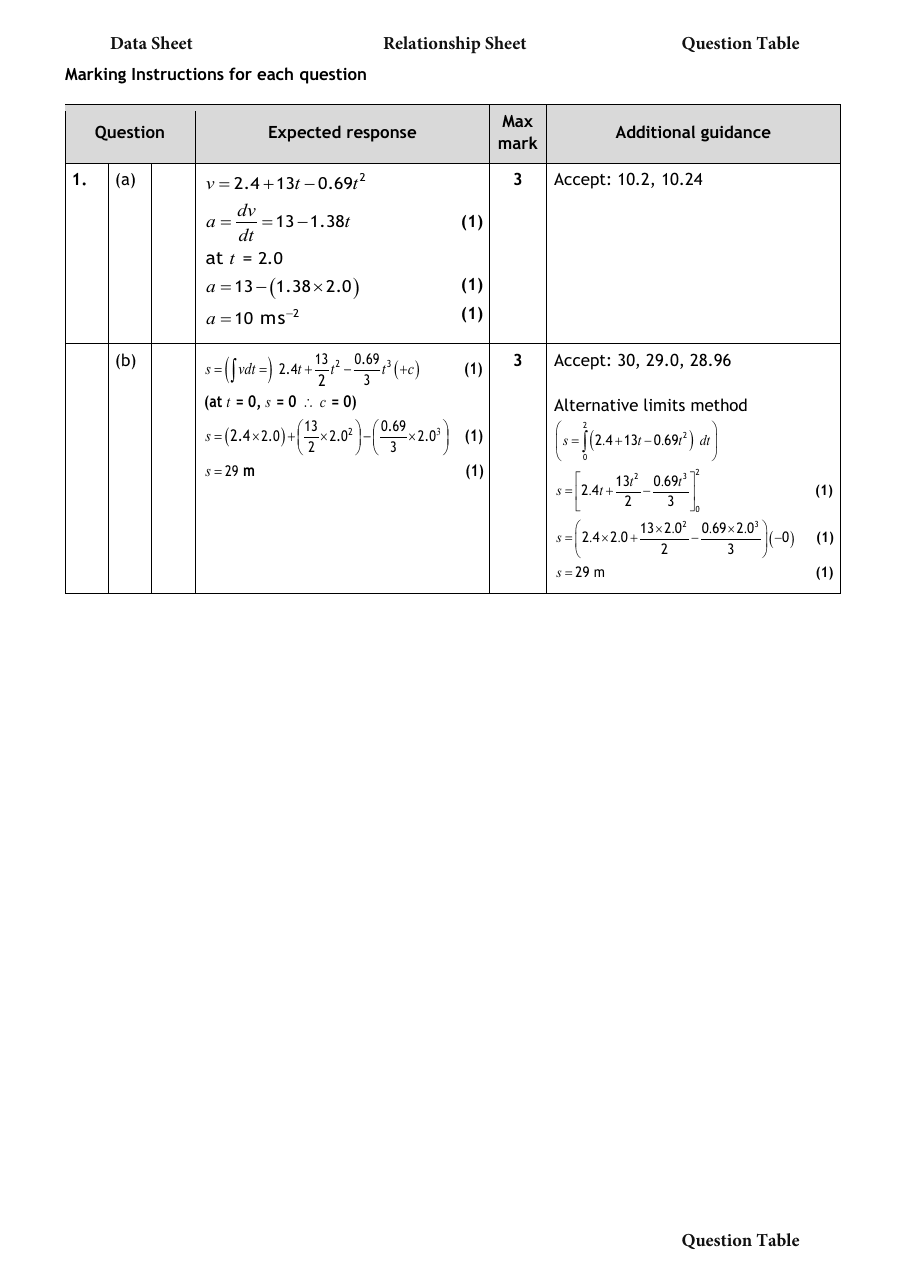 Data Sheet Relationship Sheet Question Table
Marking Instructions for each question
Question Expected response Max mark Additional guidance
1. (a) v = 2.4 + 13t − 0.69t² 3 Accept: 10.2, 10.24
a = dv/dt = 13 − 1.38t (1)
at t = 2.0
a = 13 − (1.38 × 2.0) (1)
a = 10 ms⁻² (1)
(b) s = (∫vdt =) 2.4t + 13/2 t² − 0.69/3 t³ (+c) (1)
(at t = 0, s = 0 ∴ c = 0)
s = (2.4 × 2.0) + (13/2 × 2.0²) − (0.69/3 × 2.0³) (1)
s = 29 m (1)
3
Accept: 30, 29.0, 28.96
Alternative limits method
(s = ∫₀² (2.4 + 13t − 0.69t²) dt)
s = [2.4t + 13t²/2 − 0.69t³/3]₀² (1)
s = (2.4 × 2.0 + 13 × 2.0²/2 − 0.69 × 2.0³/3)(−0) (1)
s = 29 m (1)
Question Table